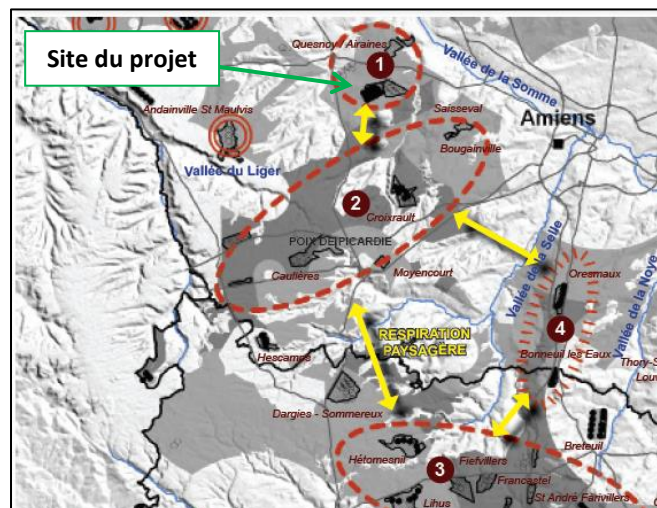 Site du projet
Quesnoy / Airaines
1
Vallée de la Somme
Andainville St Maulvis
Saisseval
Amiens
Bougainville
Vallée du Liger
2
Croixrault
POIX DE PICARDIE
Vallée de la Selle
Caulières
Moyencourt
Oresmaux
Vallée de la Noye
4
RESPIRATION
PAYSAGÈRE
Hescamps
Bonneuil les Eaux
Thory-S
Lou
Dargies - Sommereux
Breteuil
Hétomesnil
3
Fiefvillers
Francastel
Lihus
St André Farivillers